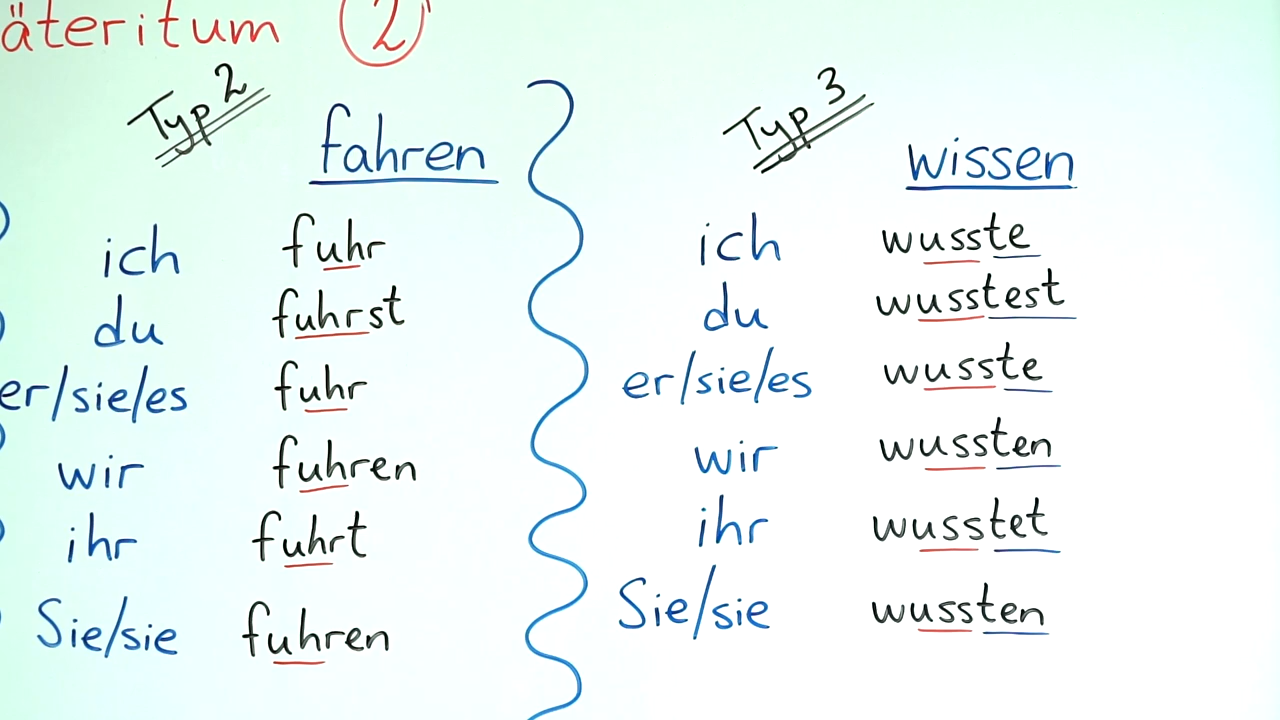 äteritum 2
Typ 2
fahren
ich fuhr
du fuhrst
er/sie/es fuhr
wir fuhren
ihr fuhrt
Sie/sie fuhren
Typ 3
wissen
ich wusste
du wusstest
er/sie/es wusste
wir wussten
ihr wusstet
Sie/sie wussten